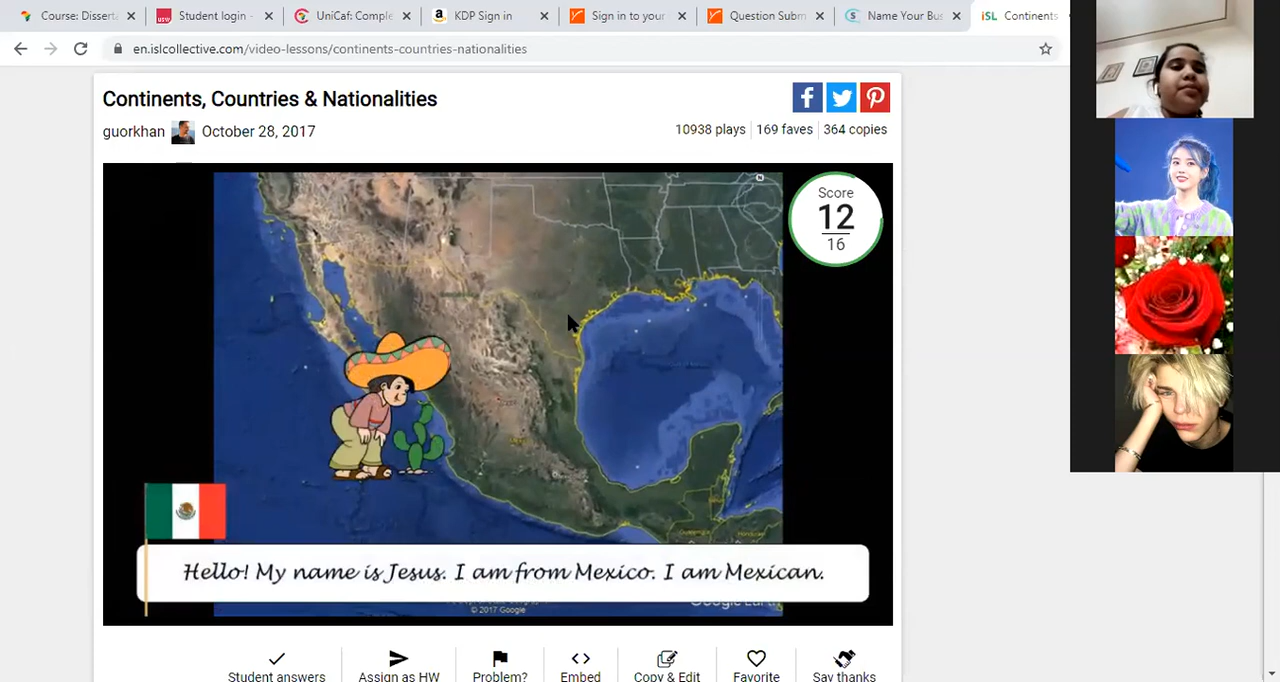 Course: Disserta
Student login -
UniCaf: Comple
KDP Sign in
Sign in to your
Question Subm
Name Your Bus
iSL Continents
en.islcollective.com/video-lessons/continents-countries-nationalities
Continents, Countries & Nationalities
guorkhan October 28, 2017
10938 plays 169 faves 364 copies
Score
12
16
Hello! My name is Jesus. I am from Mexico. I am Mexican.
Google Earth
© 2017 Google
Student answers
Assign as HW
Problem?
Embed
Copy & Edit
Favorite
Say thanks